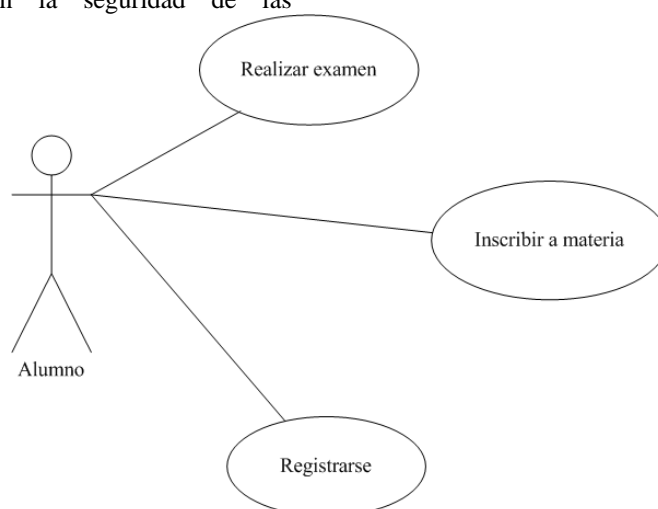 la seguridad de las
Realizar examen
Inscribir a materia
Alumno
Registrarse